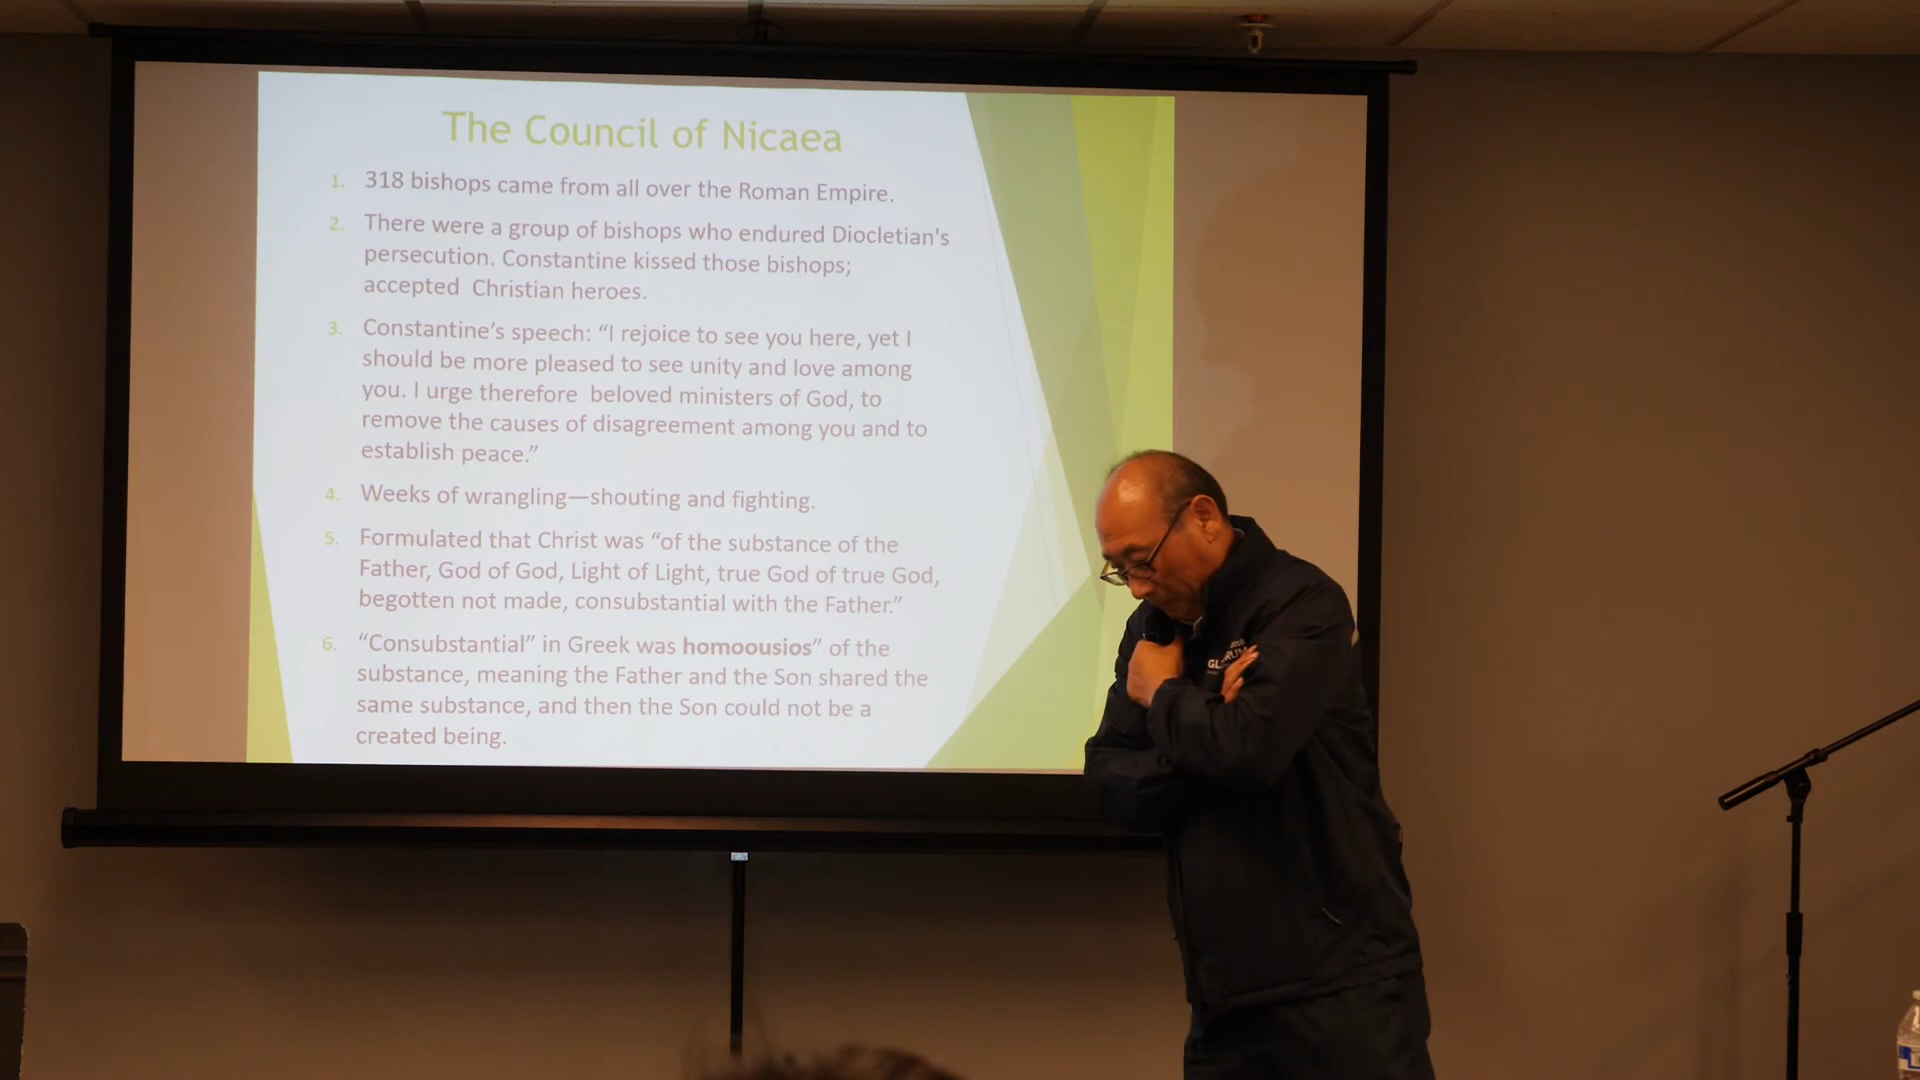 The Council of Nicaea
1. 318 bishops came from all over the Roman Empire.
2. There were a group of bishops who endured Diocletian's
persecution. Constantine kissed those bishops;
accepted Christian heroes.
3. Constantine’s speech: “I rejoice to see you here, yet I
should be more pleased to see unity and love among
you. I urge therefore beloved ministers of God, to
remove the causes of disagreement among you and to
establish peace.”
4. Weeks of wrangling—shouting and fighting.
5. Formulated that Christ was “of the substance of the
Father, God of God, Light of Light, true God of true God,
begotten not made, consubstantial with the Father.”
6. “Consubstantial” in Greek was homoousios” of the
substance, meaning the Father and the Son shared the
same substance, and then the Son could not be a
created being.